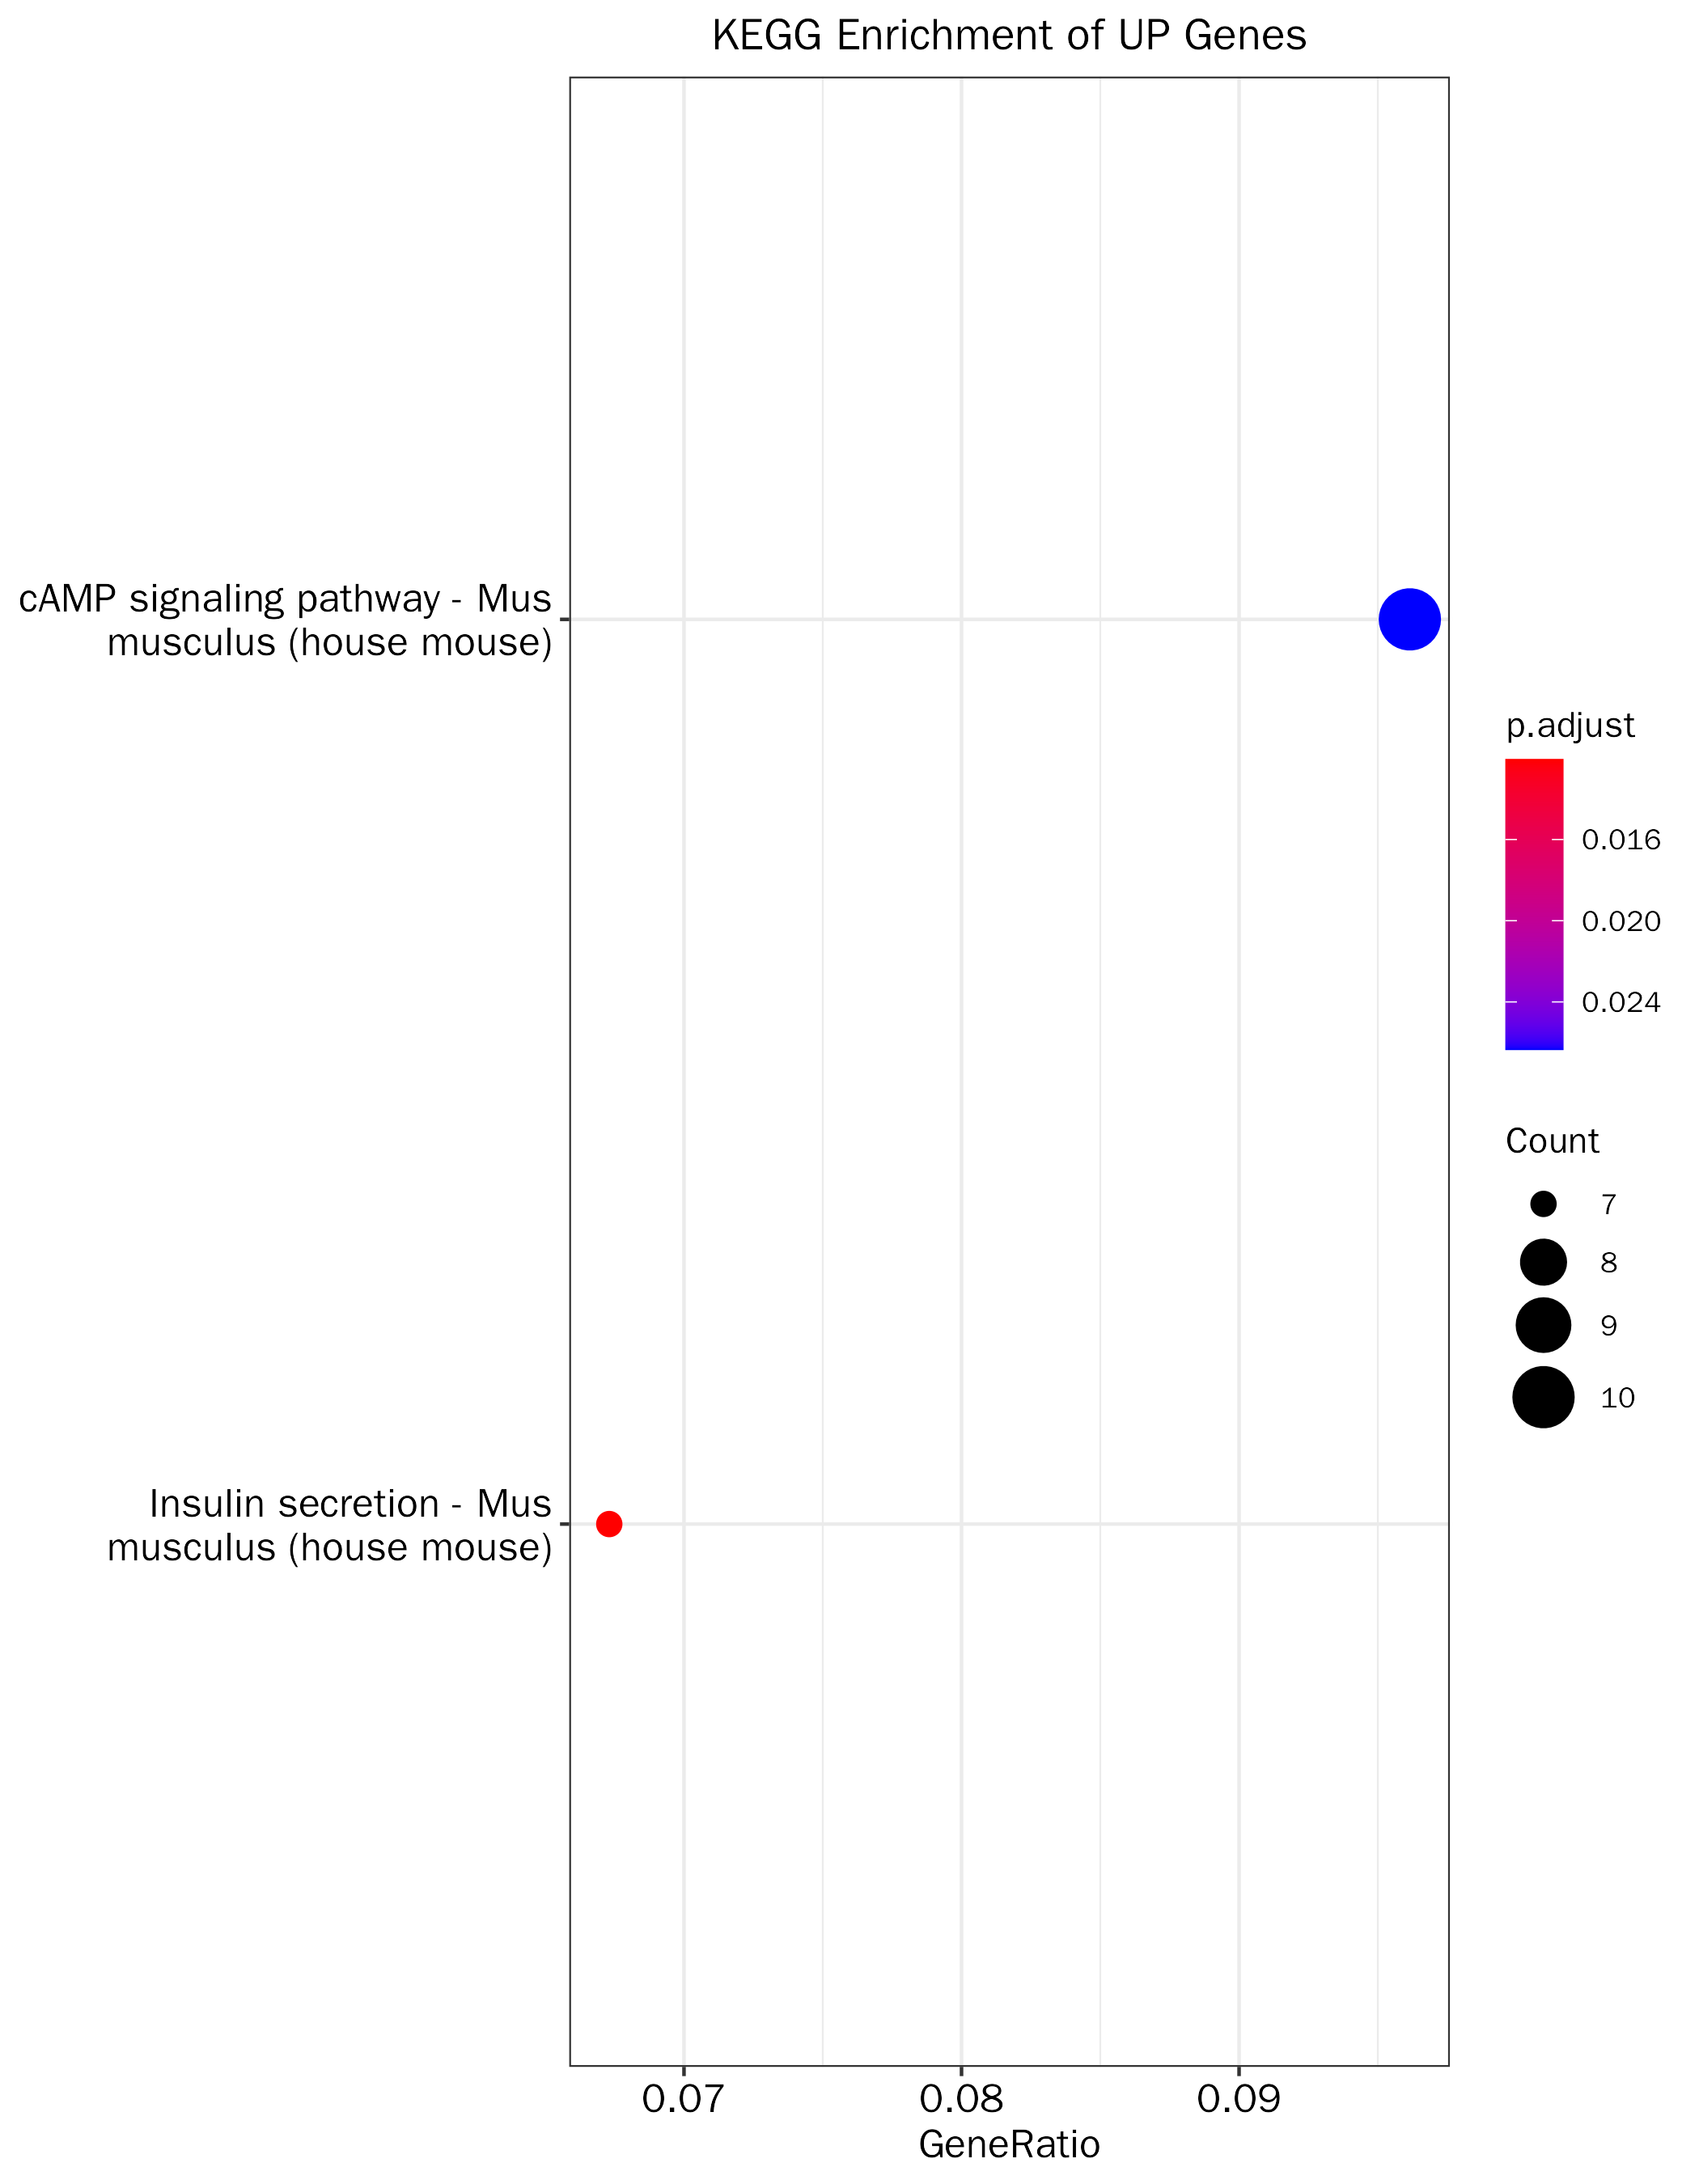 KEGG Enrichment of UP Genes
cAMP signaling pathway - Mus
musculus (house mouse)
Insulin secretion - Mus
musculus (house mouse)
0.07
0.08
0.09
GeneRatio
p.adjust
0.016
0.020
0.024
Count
7
8
9
10